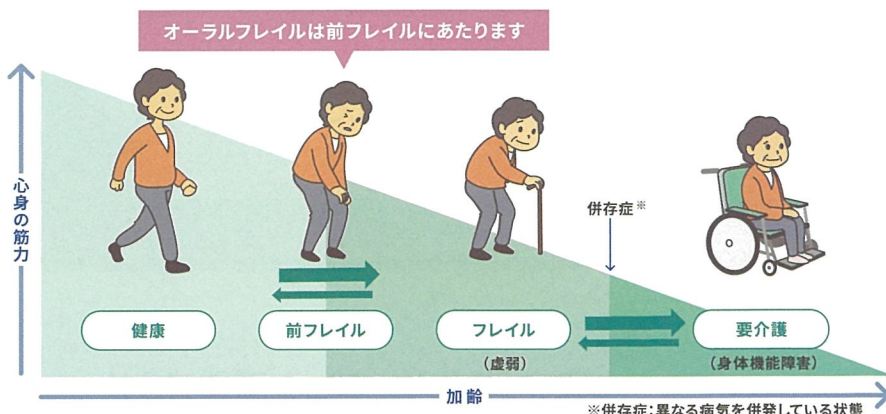 オーラルフレイルは前フレイルにあたります
心身の筋力
併存症※
健康
前フレイル
フレイル
要介護
(虚弱)
(身体機能障害)
加齢
※併存症:異なる病気を併発している状態